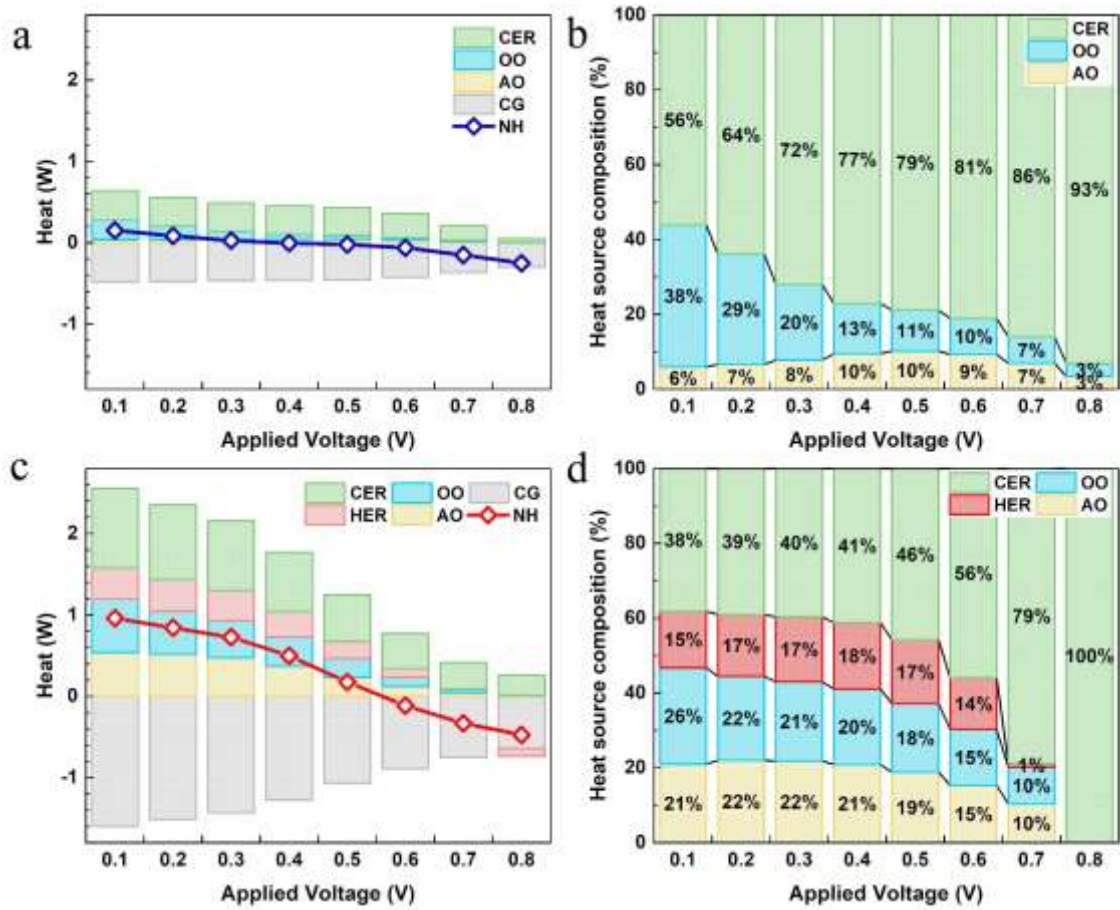 a
CER
OO
AO
CG
NH
2
1
0
-1
Heat (W)
0.1 0.2 0.3 0.4 0.5 0.6 0.7 0.8
Applied Voltage (V)
b
CER
OO
AO
100
80
60
40
20
0
Heat source composition (%)
56% 64% 72% 77% 79% 81% 86% 93%
38% 29% 20% 13% 11% 10% 7% 3%
6% 7% 8% 10% 10% 9% 7% 3%
0.1 0.2 0.3 0.4 0.5 0.6 0.7 0.8
Applied Voltage (V)
c
CER OO CG
HER AO NH
2
1
0
-1
Heat (W)
0.1 0.2 0.3 0.4 0.5 0.6 0.7 0.8
Applied Voltage (V)
d
CER OO
HER AO
100
80
60
40
20
0
Heat source composition (%)
38% 39% 40% 41% 46% 56% 79% 100%
15% 17% 17% 18% 17% 14% 1%
26% 22% 21% 20% 18% 15% 10%
21% 22% 22% 21% 19% 15% 10%
0.1 0.2 0.3 0.4 0.5 0.6 0.7 0.8
Applied Voltage (V)